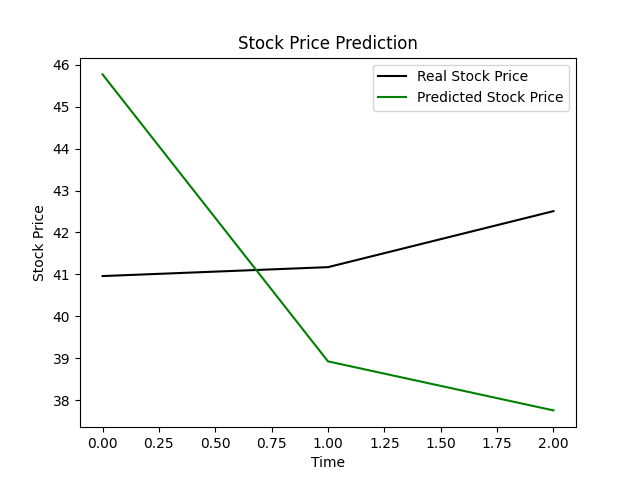 Stock Price Prediction
Real Stock Price
Predicted Stock Price
Stock Price
46
45
44
43
42
41
40
39
38
0.00 0.25 0.50 0.75 1.00 1.25 1.50 1.75 2.00
Time